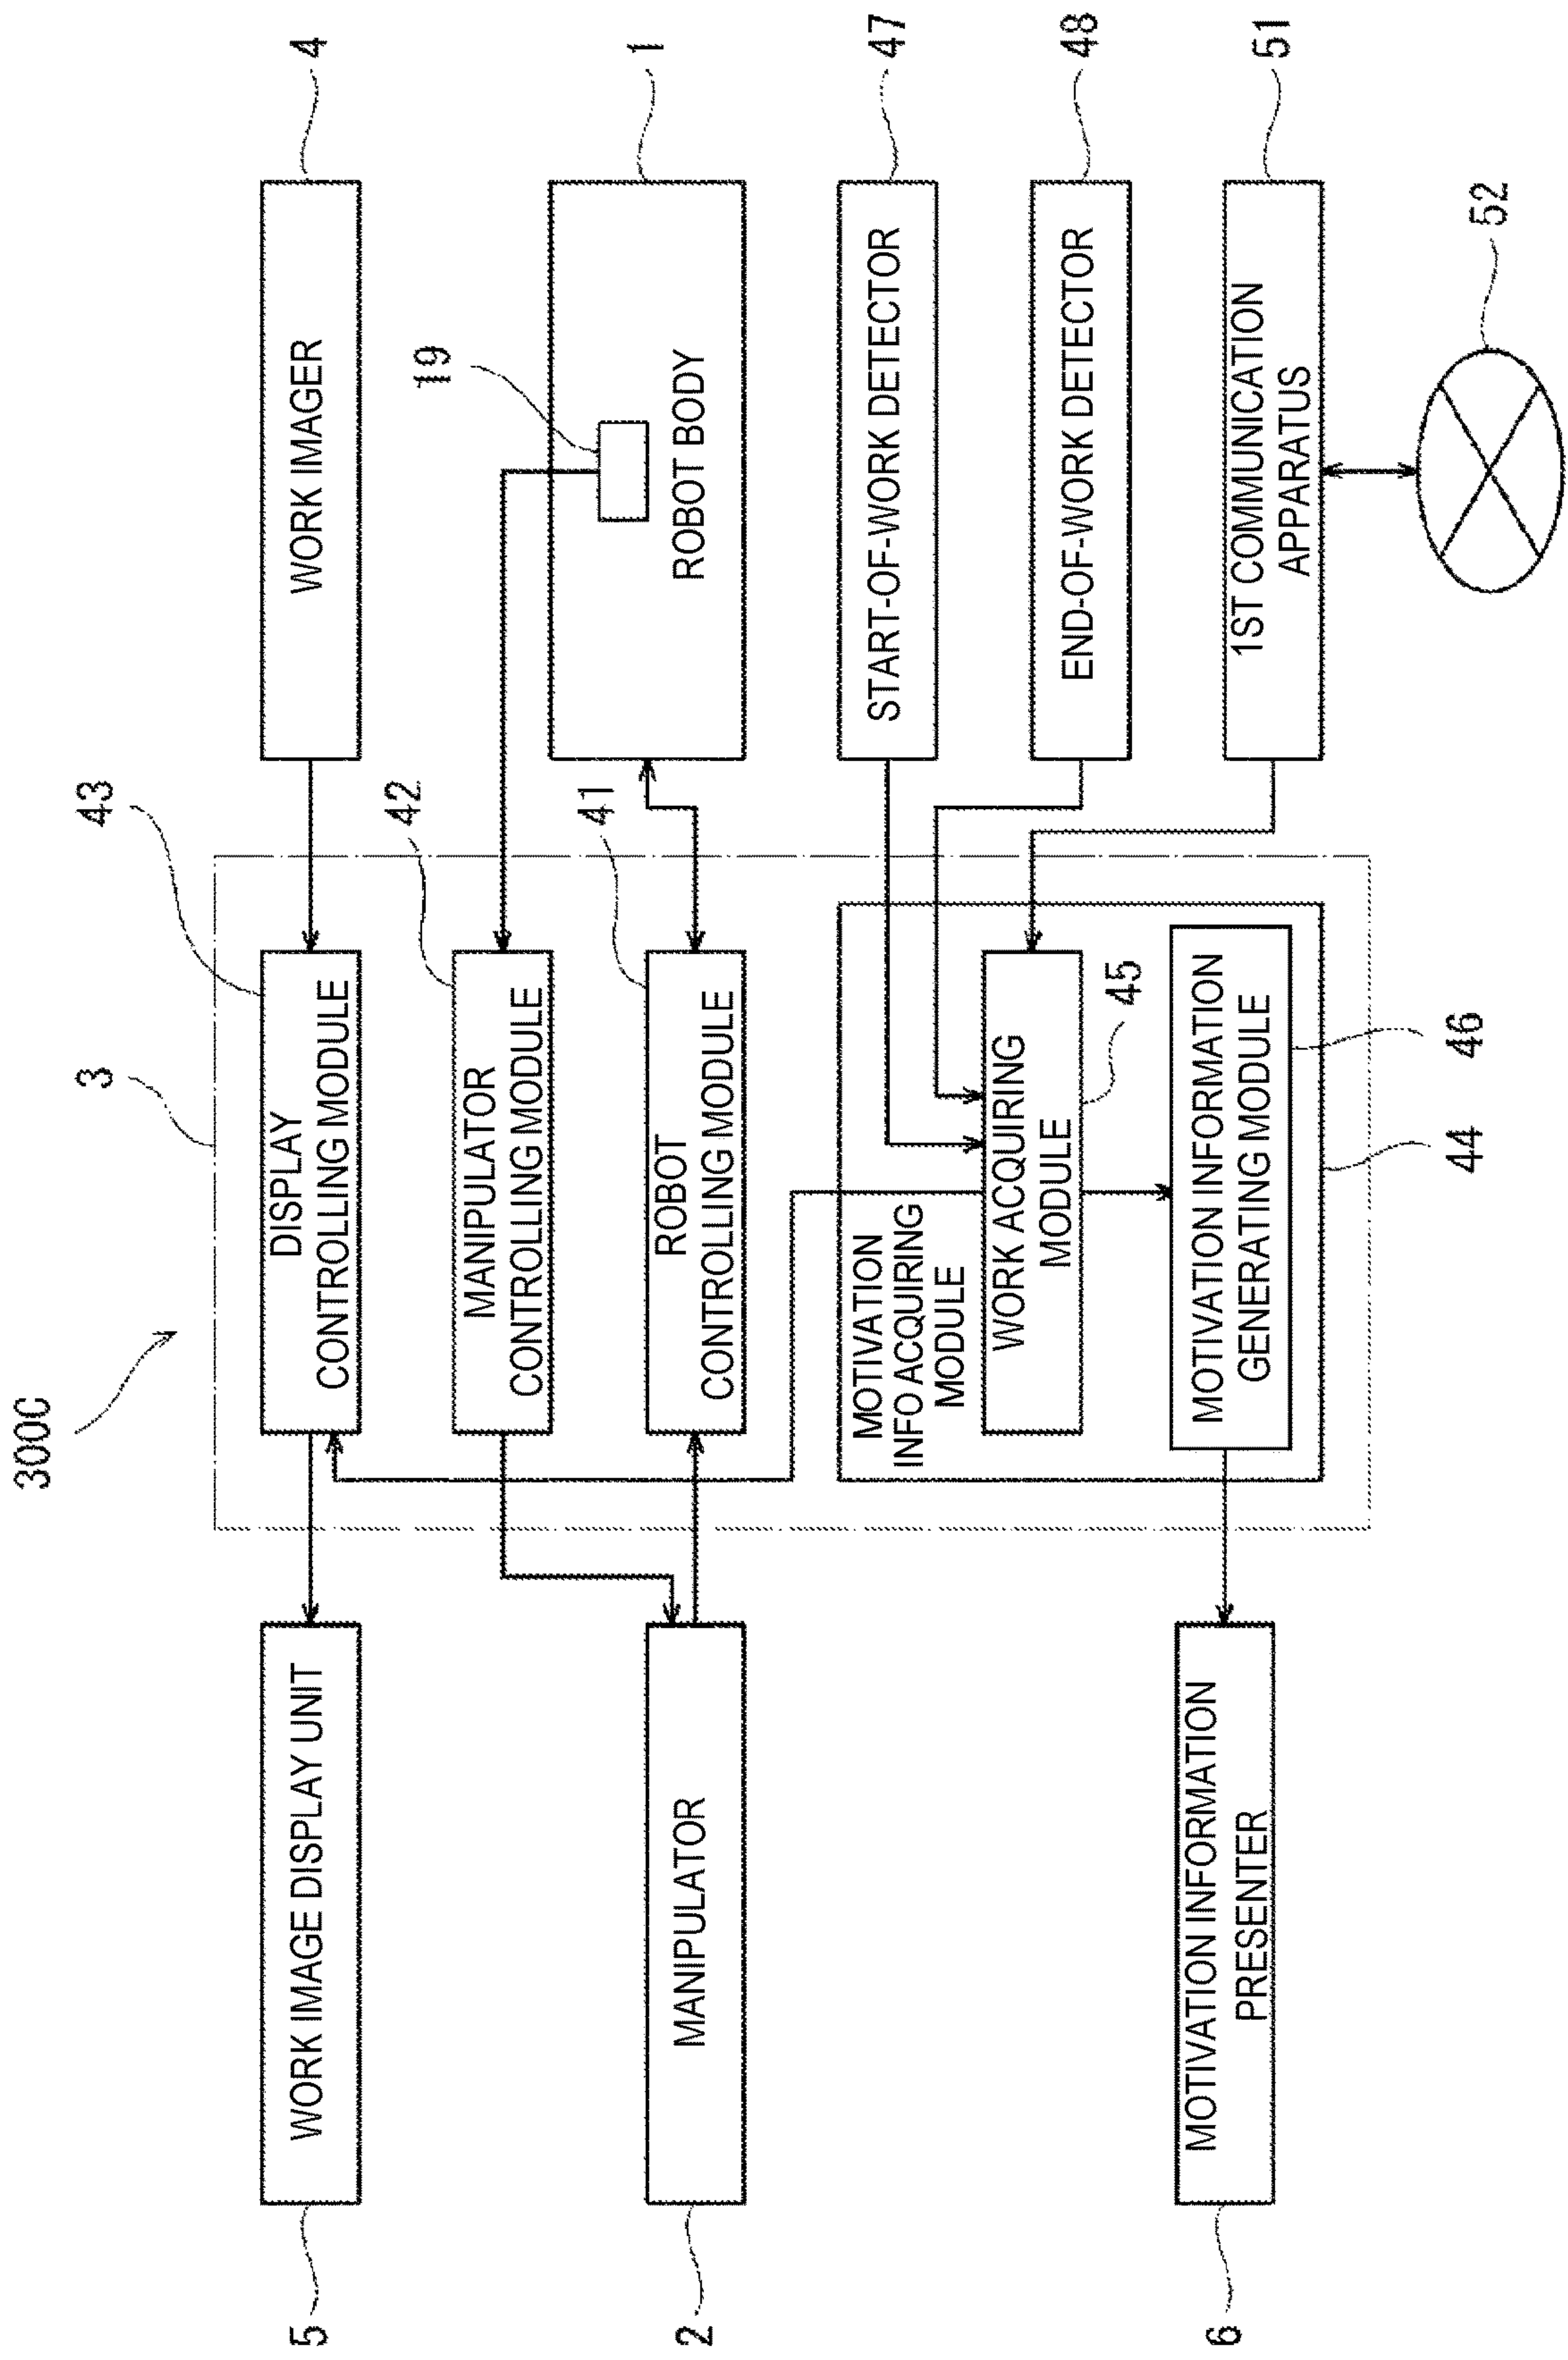 300C
3
43
4
WORK IMAGE DISPLAY UNIT
5
DISPLAY
CONTROLLING MODULE
WORK IMAGER
42
MANIPULATOR
CONTROLLING MODULE
19
41
1
MANIPULATOR
2
ROBOT
CONTROLLING MODULE
ROBOT BODY
MOTIVATION
INFO ACQUIRING
MODULE
START-OF-WORK DETECTOR
47
WORK ACQUIRING
MODULE
45
END-OF-WORK DETECTOR
48
MOTIVATION INFORMATION
PRESENTER
6
MOTIVATION INFORMATION
GENERATING MODULE
46
44
1ST COMMUNICATION
APPARATUS
51
52